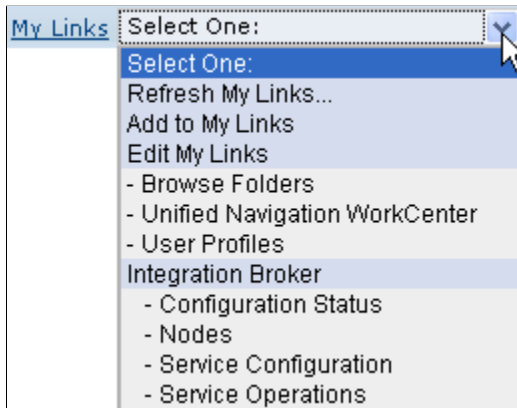 My Links Select One:
Select One:
Refresh My Links...
Add to My Links
Edit My Links
- Browse Folders
- Unified Navigation WorkCenter
- User Profiles
Integration Broker
- Configuration Status
- Nodes
- Service Configuration
- Service Operations